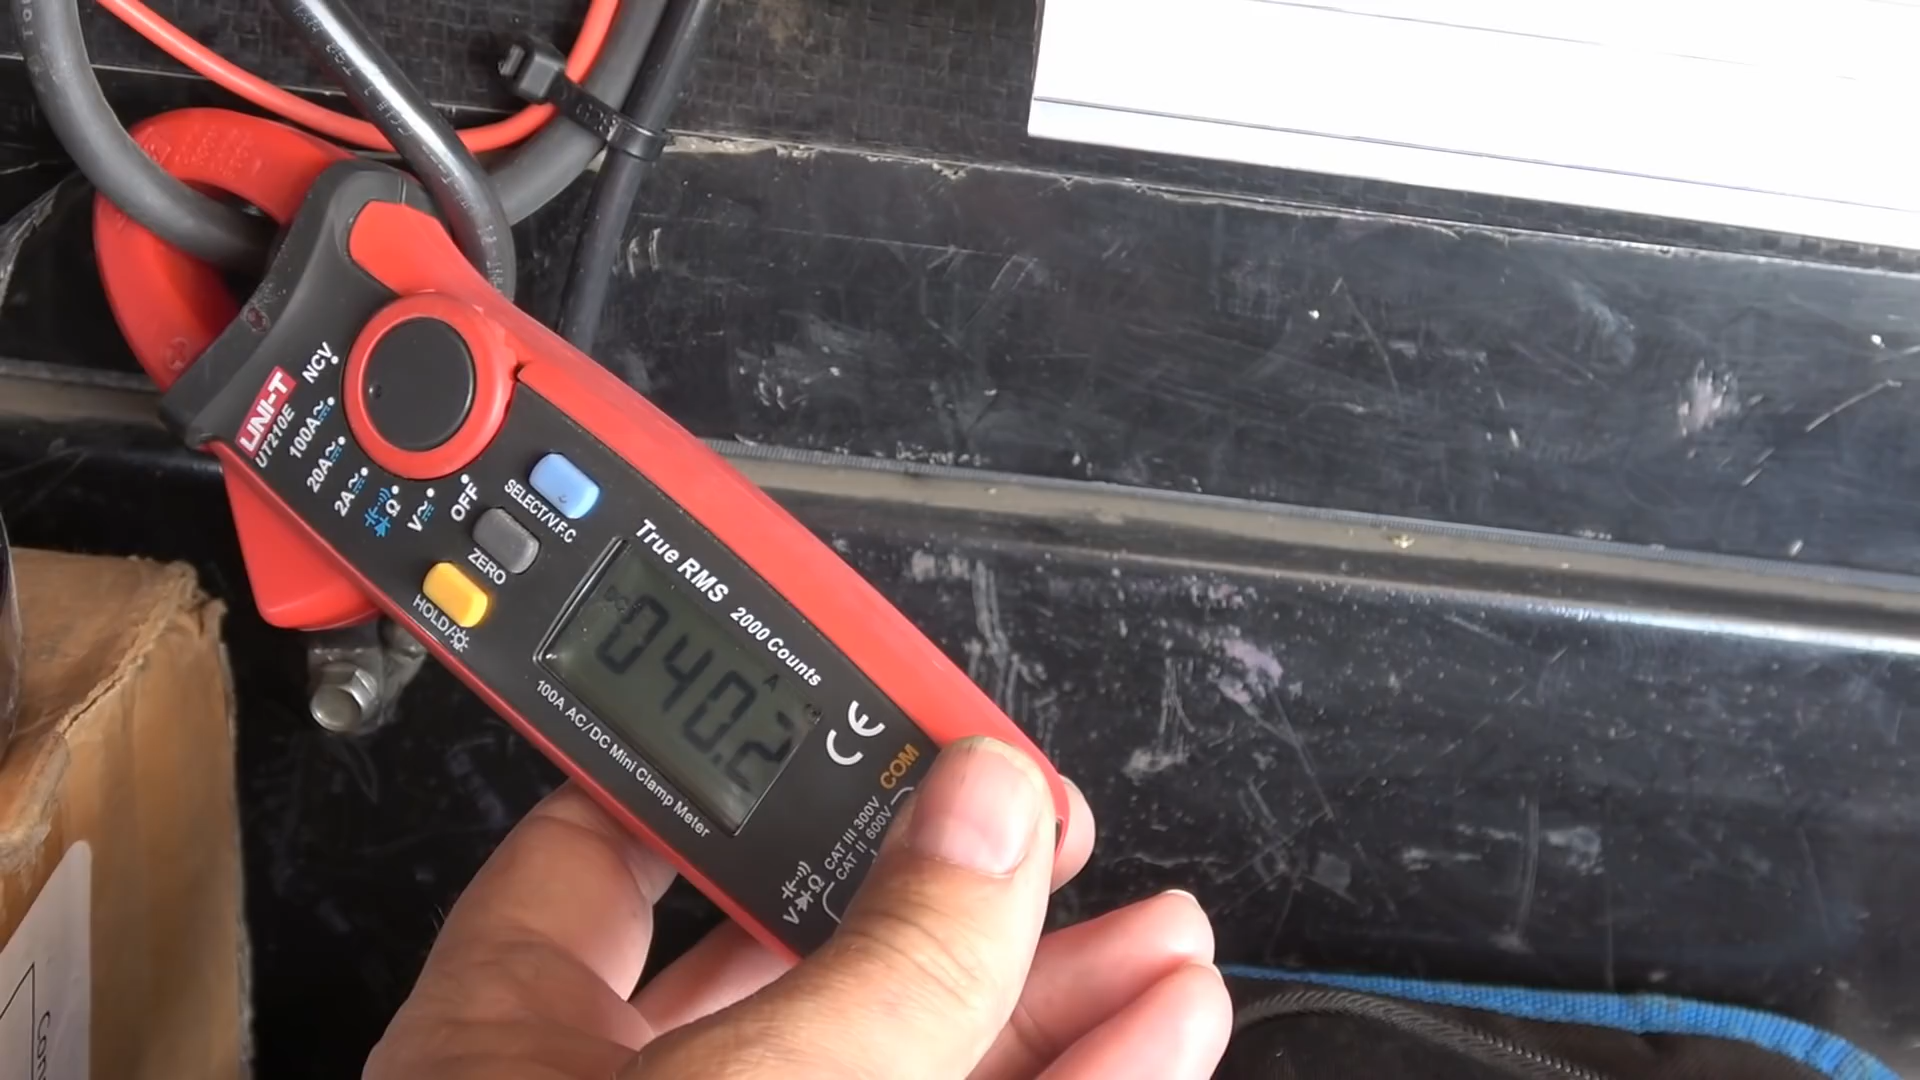 NCV
UNI-T
UT210E
100A
20A
2A
Ω
V
OFF
SELECT/V.F.C
ZERO
HOLD/
True RMS 2000 Counts
DC
040.2
A
100A AC/DC Mini Clamp Meter
CE
COM
CAT III 300V
CAT II 600V
V Ω